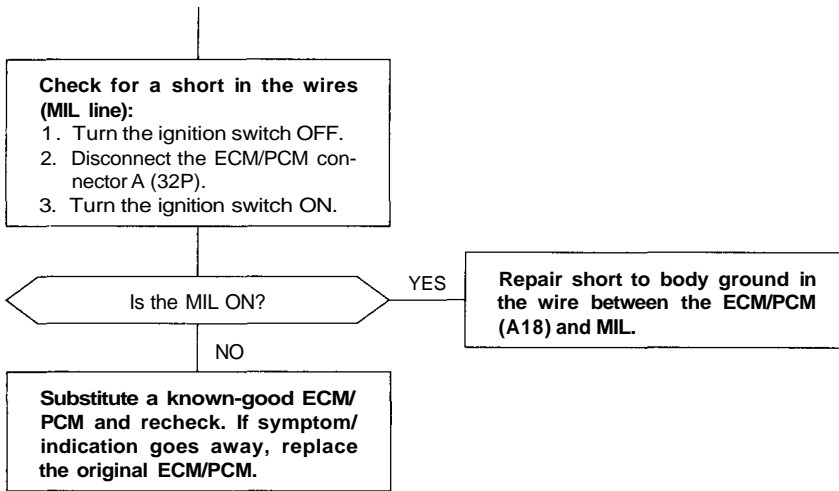 Check for a short in the wires
(MIL line):
1. Turn the ignition switch OFF.
2. Disconnect the ECM/PCM con-
nector A (32P).
3. Turn the ignition switch ON.
Is the MIL ON?
YES
Repair short to body ground in
the wire between the ECM/PCM
(A18) and MIL.
NO
Substitute a known-good ECM/
PCM and recheck. If symptom/
indication goes away, replace
the original ECM/PCM.